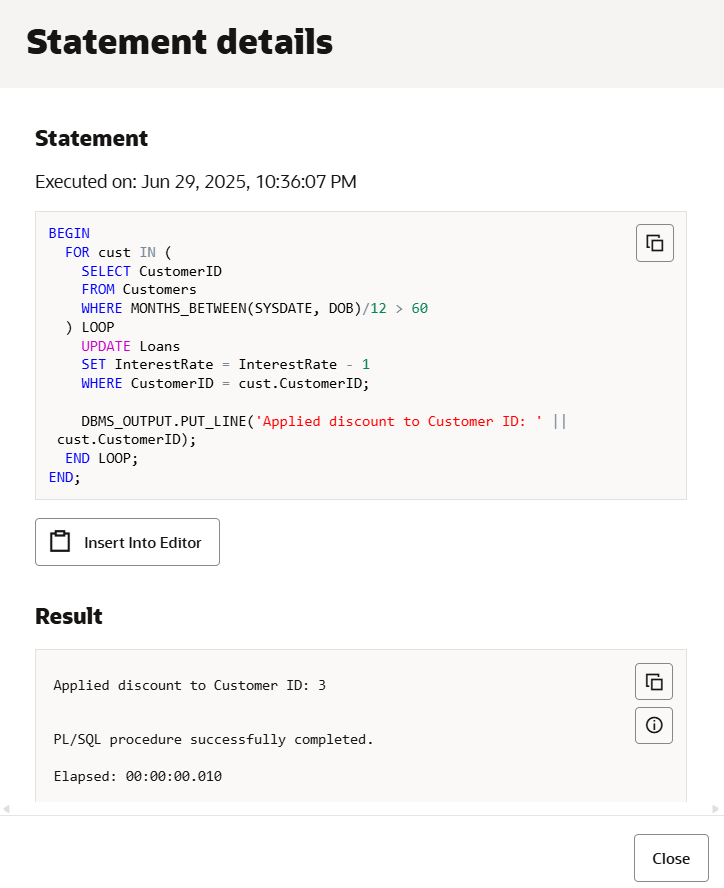 Statement details
Statement
Executed on: Jun 29, 2025, 10:36:07 PM
BEGIN
  FOR cust IN (
    SELECT CustomerID
    FROM Customers
    WHERE MONTHS_BETWEEN(SYSDATE, DOB)/12 > 60
  ) LOOP
    UPDATE Loans
    SET InterestRate = InterestRate - 1
    WHERE CustomerID = cust.CustomerID;

    DBMS_OUTPUT.PUT_LINE('Applied discount to Customer ID: ' ||
 cust.CustomerID);
  END LOOP;
END;
Insert Into Editor
Result
Applied discount to Customer ID: 3
PL/SQL procedure successfully completed.
Elapsed: 00:00:00.010
Close